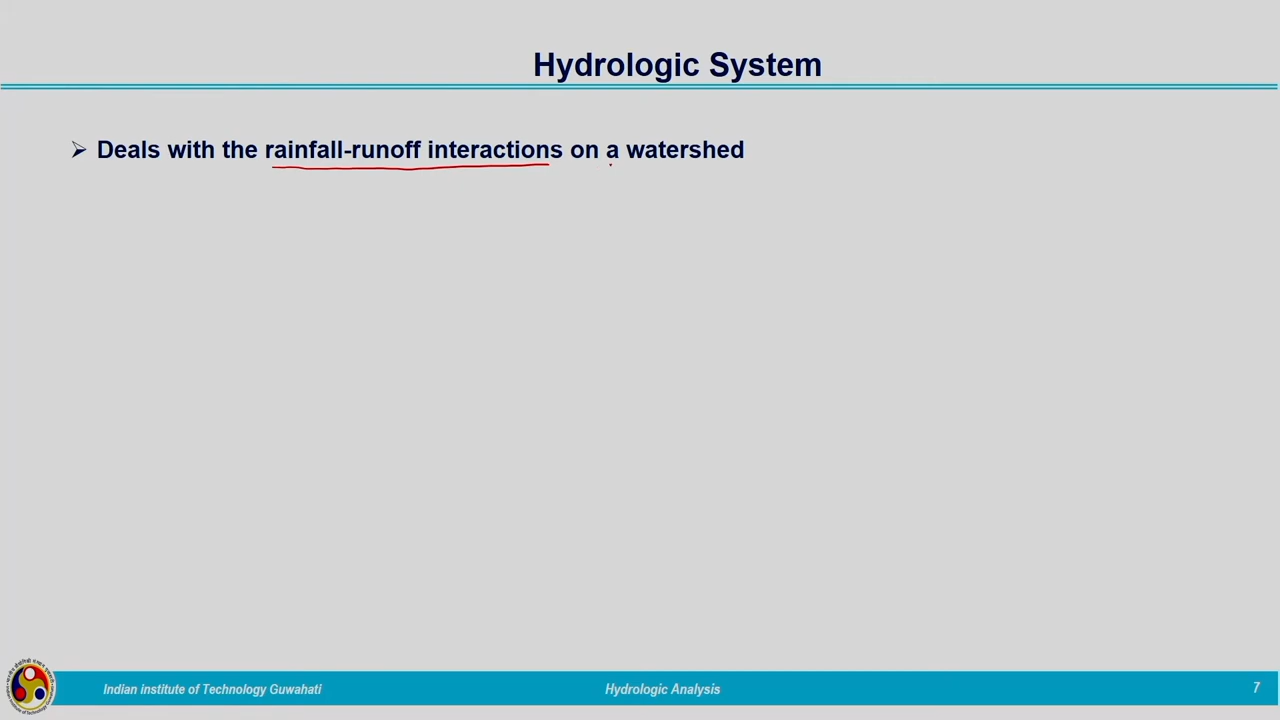 Hydrologic System
Deals with the rainfall-runoff interactions on a watershed
Indian institute of Technology Guwahati
Hydrologic Analysis
7